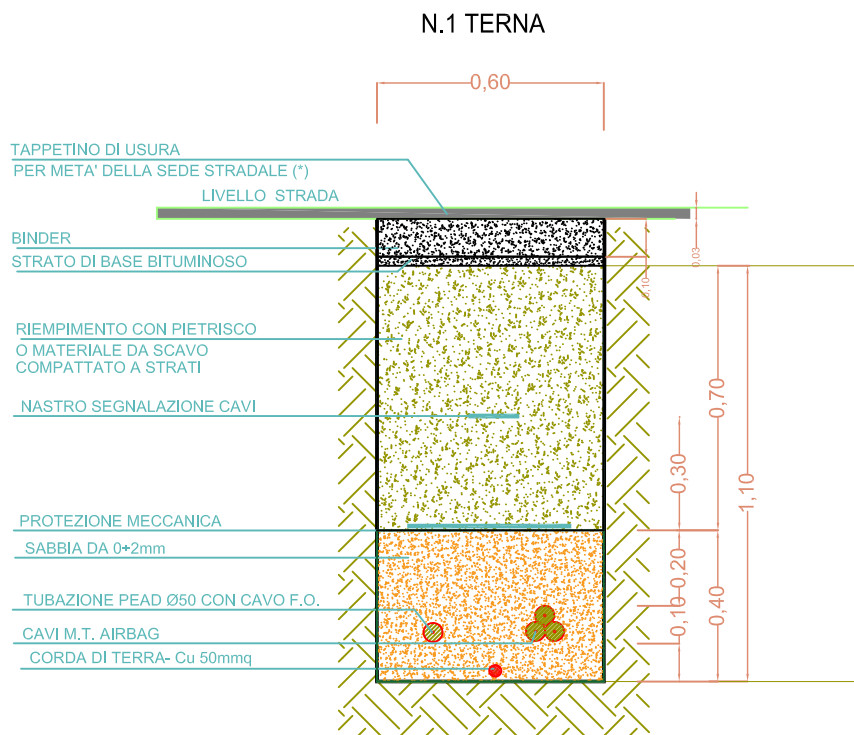 N.1 TERNA
0,60
TAPPETINO DI USURA
PER META' DELLA SEDE STRADALE (*)
LIVELLO STRADA
BINDER
STRATO DI BASE BITUMINOSO
0,03
0,10
RIEMPIMENTO CON PIETRISCO
O MATERIALE DA SCAVO
COMPATTATO A STRATI
NASTRO SEGNALAZIONE CAVI
0,70
0,30
1,10
PROTEZIONE MECCANICA
SABBIA DA 0÷2mm
TUBAZIONE PEAD Ø50 CON CAVO F.O.
CAVI M.T. AIRBAG
CORDA DI TERRA- Cu 50mmq
0,20
0,10
0,40